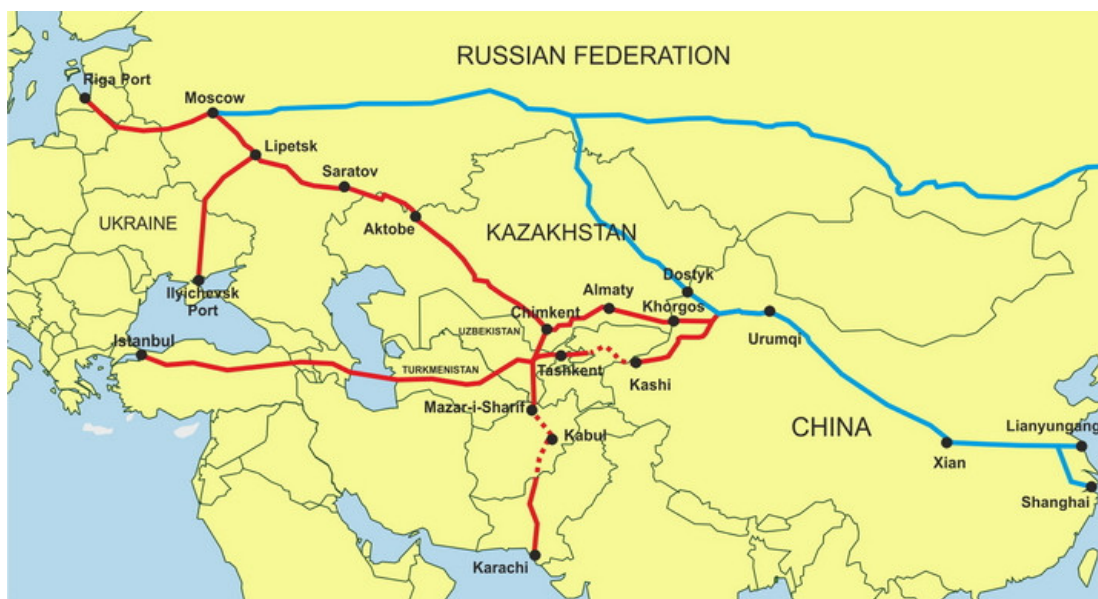 RUSSIAN FEDERATION
Riga Port
Moscow
Lipetsk
Saratov
UKRAINE
Aktobe
KAZAKHSTAN
Dostyk
Ilyichevsk
Port
Almaty
Khorgos
Chimkent
UZBEKISTAN
Istanbul
Urumqi
TURKMENISTAN
Tashkent
Kashi
Mazar-i-Sharif
Kabul
CHINA
Lianyungang
Xian
Shanghai
Karachi